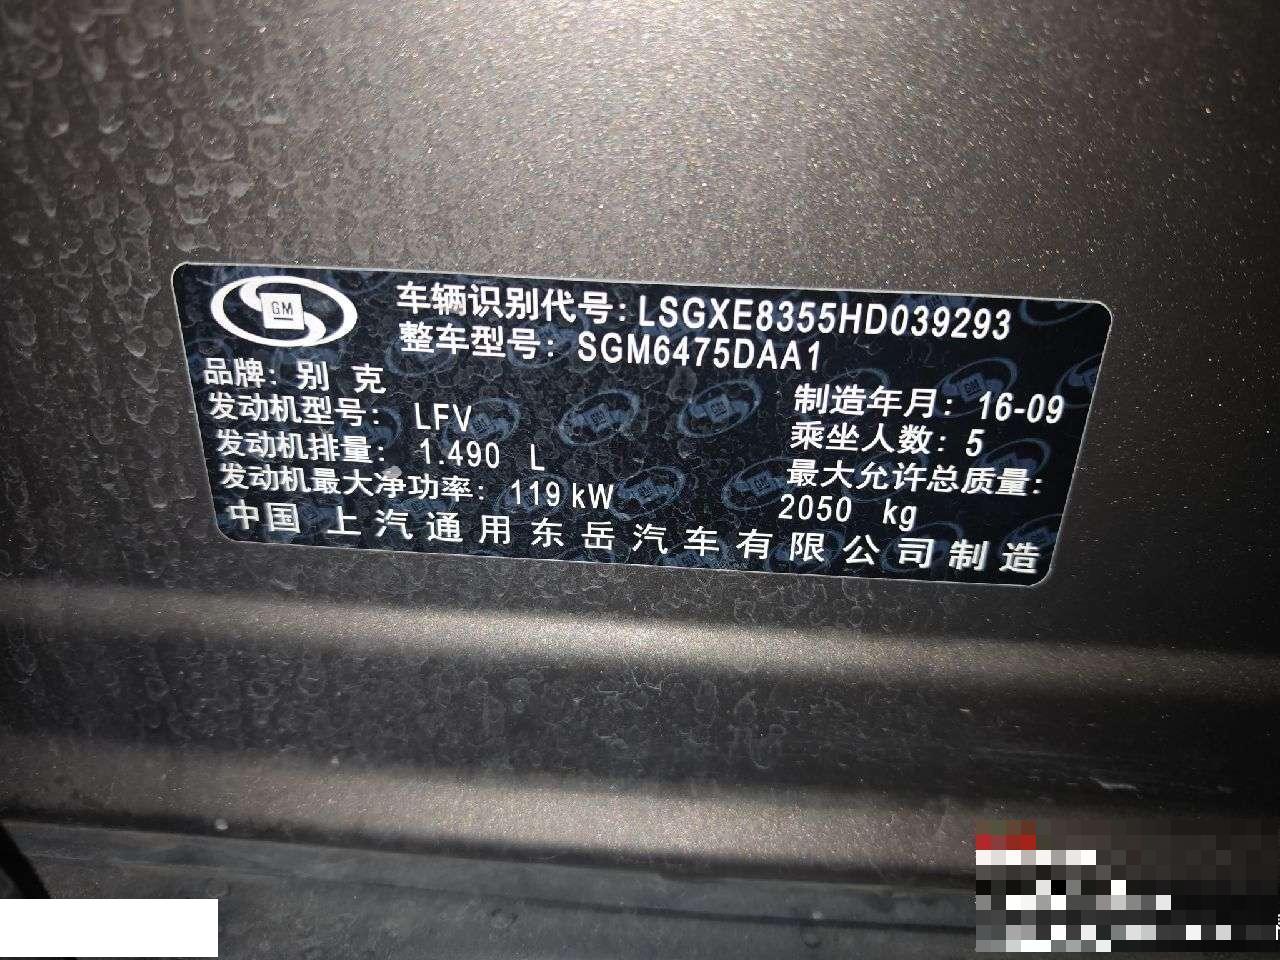 GM
车辆识别代号：LSGXE8355HD039293
整车型号：SGM6475DAA1
品牌：别 克
制造年月：16-09
发动机型号： LFV
乘坐人数：5
发动机排量： 1.490 L
最大允许总质量：
2050 kg
发动机最大净功率：119 kW
中国 上汽通用东岳汽车有限公司制造